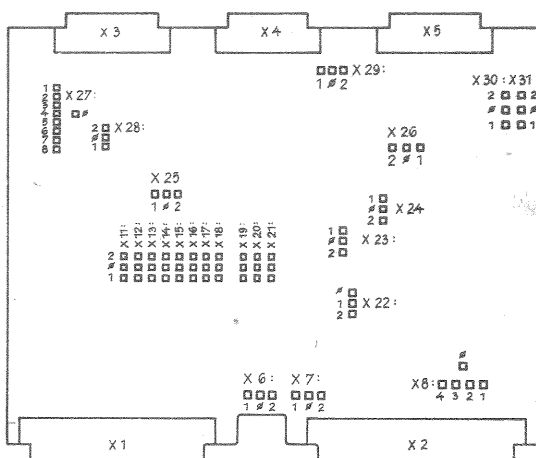 X 3
X 4
X 5
X 29:
1 ø 2
X 30: X 31
2 2
ø ø
1 1
1
2
3
4
5
6
7
8
X 27:
ø
2
ø
1
X 28:
X 26
2 ø 1
X 25
1 ø 2
1
ø
2
X 24
1
ø
2
X 23:
X 11:
X 12:
X 13:
X 14:
X 15:
X 16:
X 17:
X 18:
X 19:
X 20:
X 21:
2
ø
1
ø
1
2
X 22:
ø
X8:
4 3 2 1
X 6:
1 ø 2
X 7:
1 ø 2
X 1
X 2